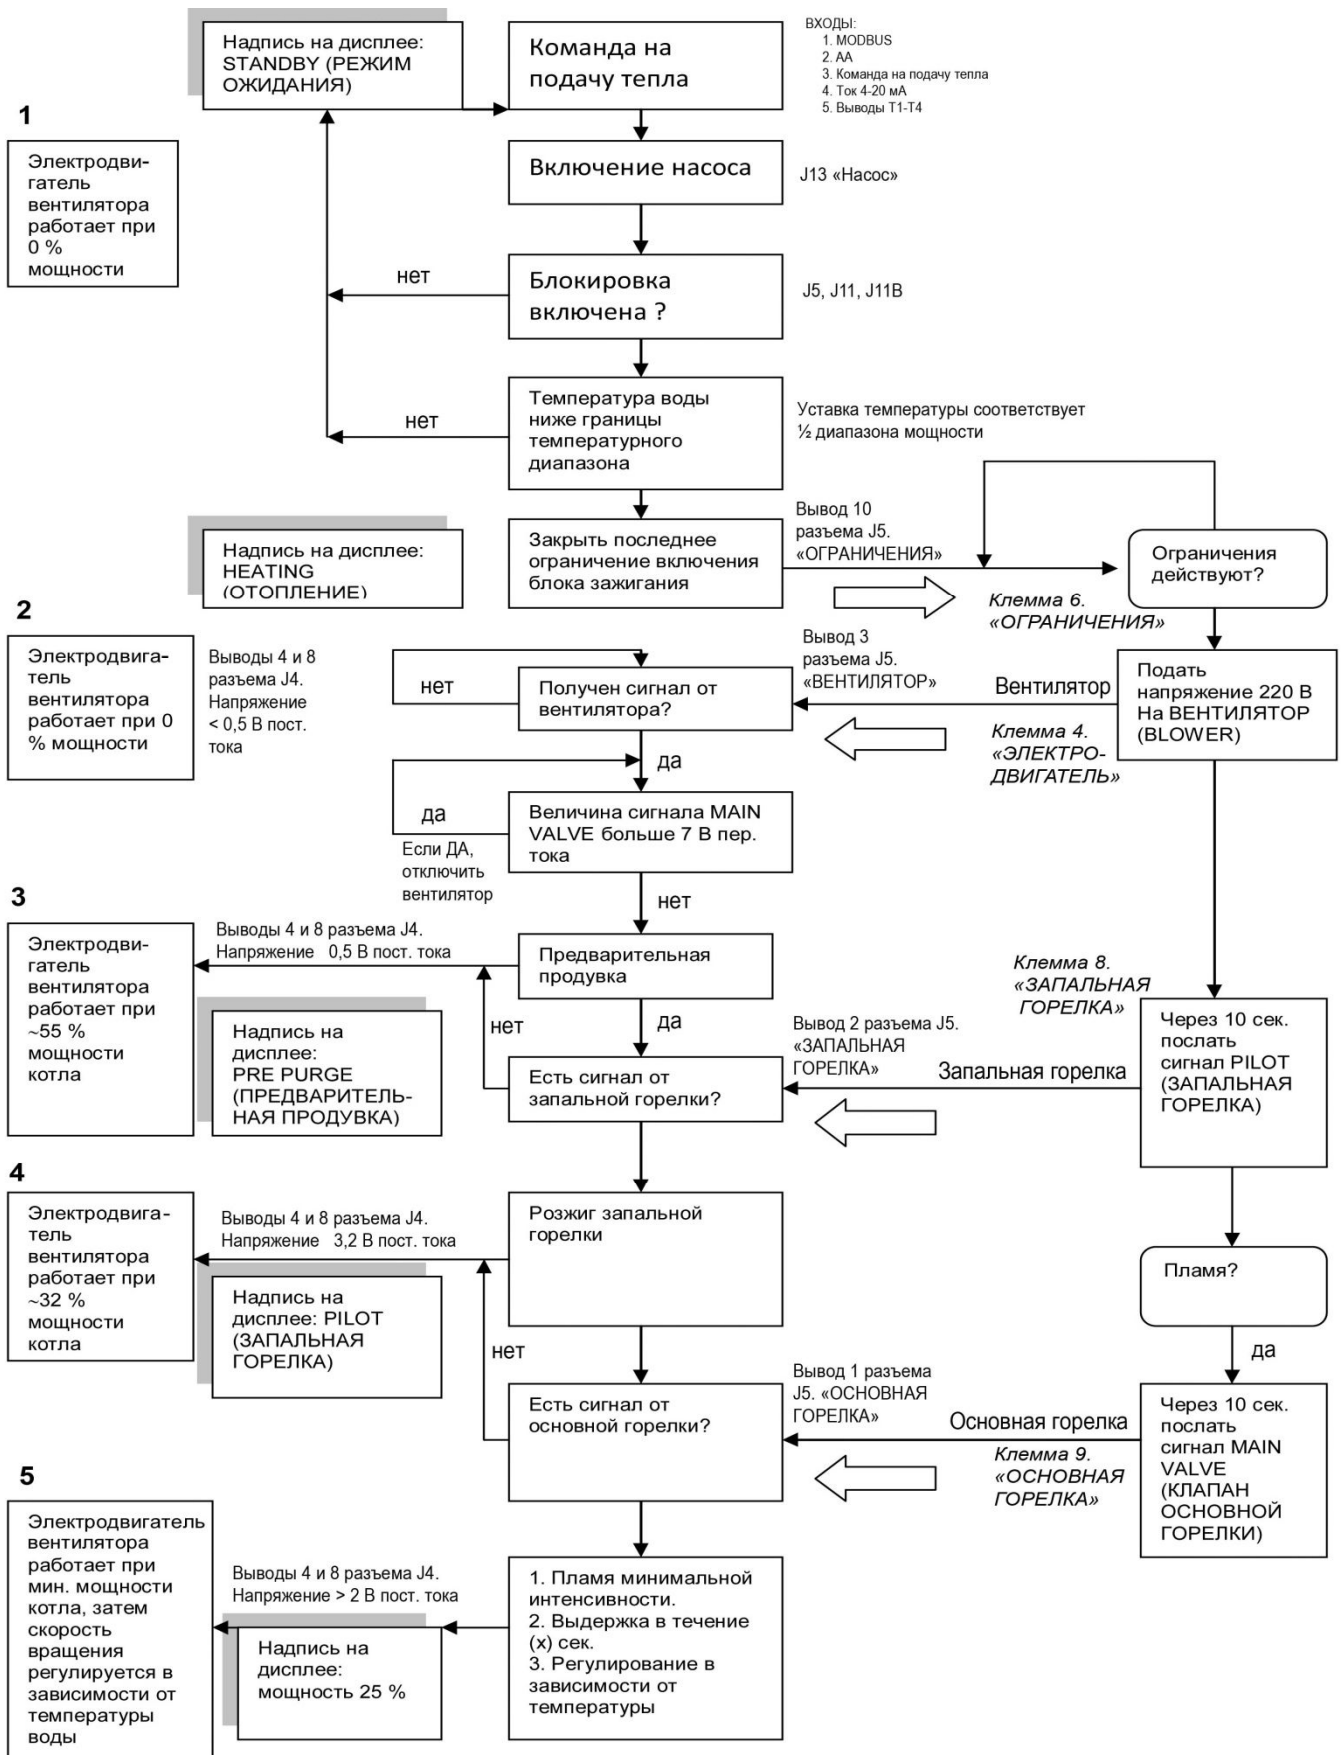 Надпись на дисплее:
STANDBY (РЕЖИМ
ОЖИДАНИЯ)
Команда на
подачу тепла
ВХОДЫ:
1. MODBUS
2. AA
3. Команда на подачу тепла
4. Ток 4-20 мА
5. Выводы T1-T4
1
Электродви-
гатель
вентилятора
работает при
0 %
мощности
Включение насоса
J13 «Насос»
нет
Блокировка
включена ?
J5, J11, J11B
нет
Температура воды
ниже границы
температурного
диапазона
Уставка температуры соответствует
½ диапазона мощности
Надпись на дисплее:
HEATING
(ОТОПЛЕНИЕ)
Закрыть последнее
ограничение включения
блока зажигания
Вывод 10
разъема J5.
«ОГРАНИЧЕНИЯ»
Клемма 6.
«ОГРАНИЧЕНИЯ»
Ограничения
действуют?
2
Электродвига-
тель
вентилятора
работает при 0
% мощности
Выводы 4 и 8
разъема J4.
Напряжение
< 0,5 В пост.
тока
нет
Получен сигнал от
вентилятора?
Вывод 3
разъема J5.
«ВЕНТИЛЯТОР»
Вентилятор
Клемма 4.
«ЭЛЕКТРО-
ДВИГАТЕЛЬ»
Подать
напряжение 220 В
На ВЕНТИЛЯТОР
(BLOWER)
да
да
Если ДА,
отключить
вентилятор
Величина сигнала MAIN
VALVE больше 7 В пер.
тока
нет
3
Электродви-
гатель
вентилятора
работает при
~55 %
мощности
котла
Выводы 4 и 8 разъема J4.
Напряжение 0,5 В пост. тока
Предварительная
продувка
Надпись на
дисплее:
PRE PURGE
(ПРЕДВАРИТЕЛЬ-
НАЯ ПРОДУВКА)
нет
да
Есть сигнал от
запальной горелки?
Вывод 2 разъема J5.
«ЗАПАЛЬНАЯ
ГОРЕЛКА»
Клемма 8.
«ЗАПАЛЬНАЯ
ГОРЕЛКА»
Запальная горелка
Через 10 сек.
послать
сигнал PILOT
(ЗАПАЛЬНАЯ
ГОРЕЛКА)
4
Электродвига-
тель
вентилятора
работает при
~32 %
мощности
котла
Выводы 4 и 8 разъема J4.
Напряжение 3,2 В пост. тока
Розжиг запальной
горелки
Надпись на
дисплее: PILOT
(ЗАПАЛЬНАЯ
ГОРЕЛКА)
нет
Пламя?
да
Есть сигнал от
основной горелки?
Вывод 1 разъема
J5. «ОСНОВНАЯ
ГОРЕЛКА»
Основная горелка
Клемма 9.
«ОСНОВНАЯ
ГОРЕЛКА»
Через 10 сек.
послать
сигнал MAIN
VALVE
(КЛАПАН
ОСНОВНОЙ
ГОРЕЛКИ)
5
Электродвигатель
вентилятора
работает при
мин. мощности
котла, затем
скорость
вращения
регулируется в
зависимости от
температуры
воды
Выводы 4 и 8 разъема J4.
Напряжение > 2 В пост. тока
Надпись на
дисплее:
мощность 25 %
1. Пламя минимальной
интенсивности.
2. Выдержка в течение
(x) сек.
3. Регулирование в
зависимости от
температуры